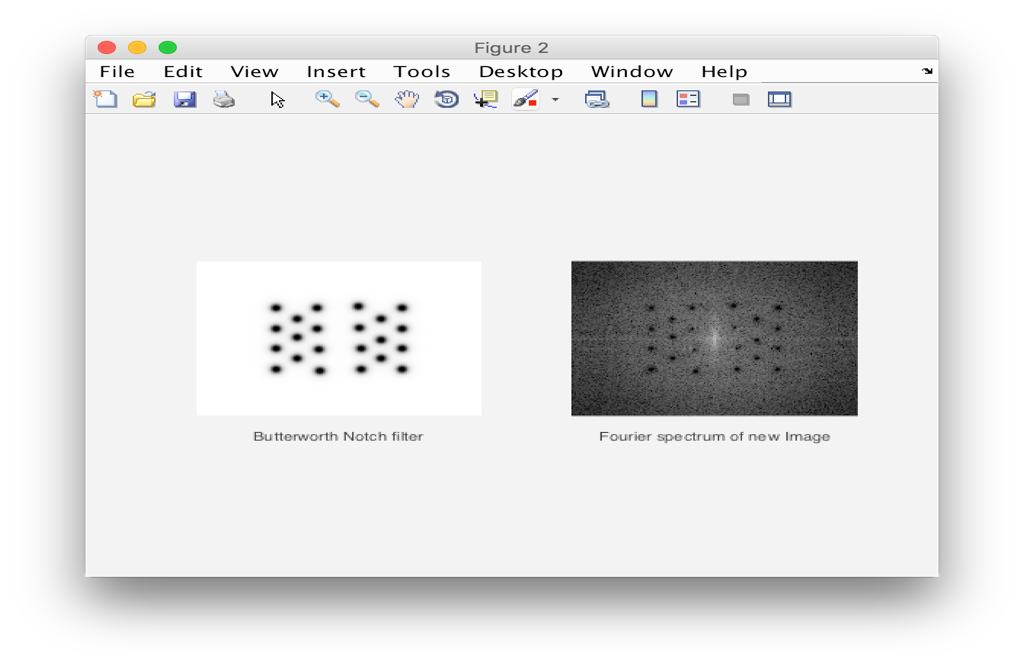 Figure 2
File Edit View Insert Tools Desktop Window Help
Butterworth Notch filter
Fourier spectrum of new Image